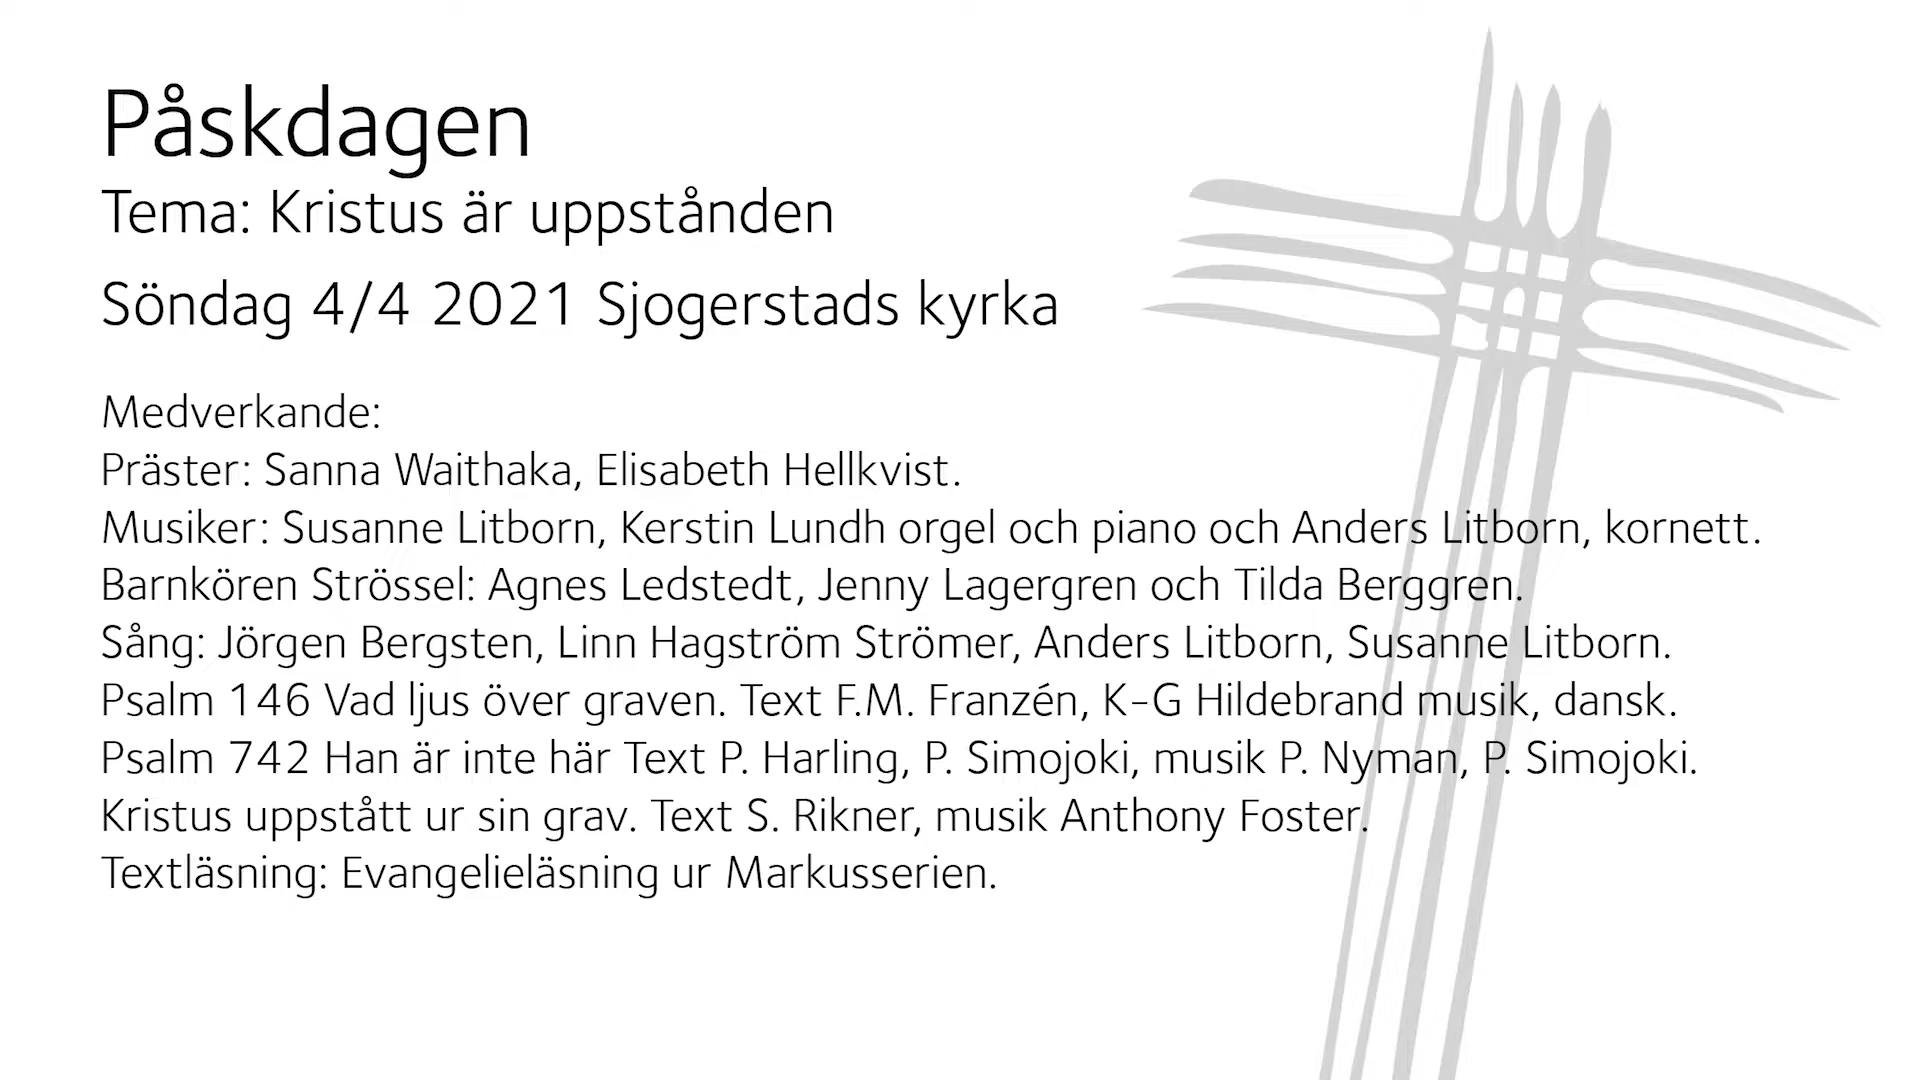 Påskdagen
Tema: Kristus är uppstånden
Söndag 4/4 2021 Sjogerstads kyrka
Medverkande:
Präster: Sanna Waithaka, Elisabeth Hellkvist.
Musiker: Susanne Litborn, Kerstin Lundh orgel och piano och Anders Litborn, kornett.
Barnkören Strössel: Agnes Ledstedt, Jenny Lagergren och Tilda Berggren.
Sång: Jörgen Bergsten, Linn Hagström Strömer, Anders Litborn, Susanne Litborn.
Psalm 146 Vad ljus över graven. Text F.M. Franzén, K-G Hildebrand musik, dansk.
Psalm 742 Han är inte här Text P. Harling, P. Simojoki, musik P. Nyman, P. Simojoki.
Kristus uppstått ur sin grav. Text S. Rikner, musik Anthony Foster.
Textläsning: Evangelieläsning ur Markusserien.